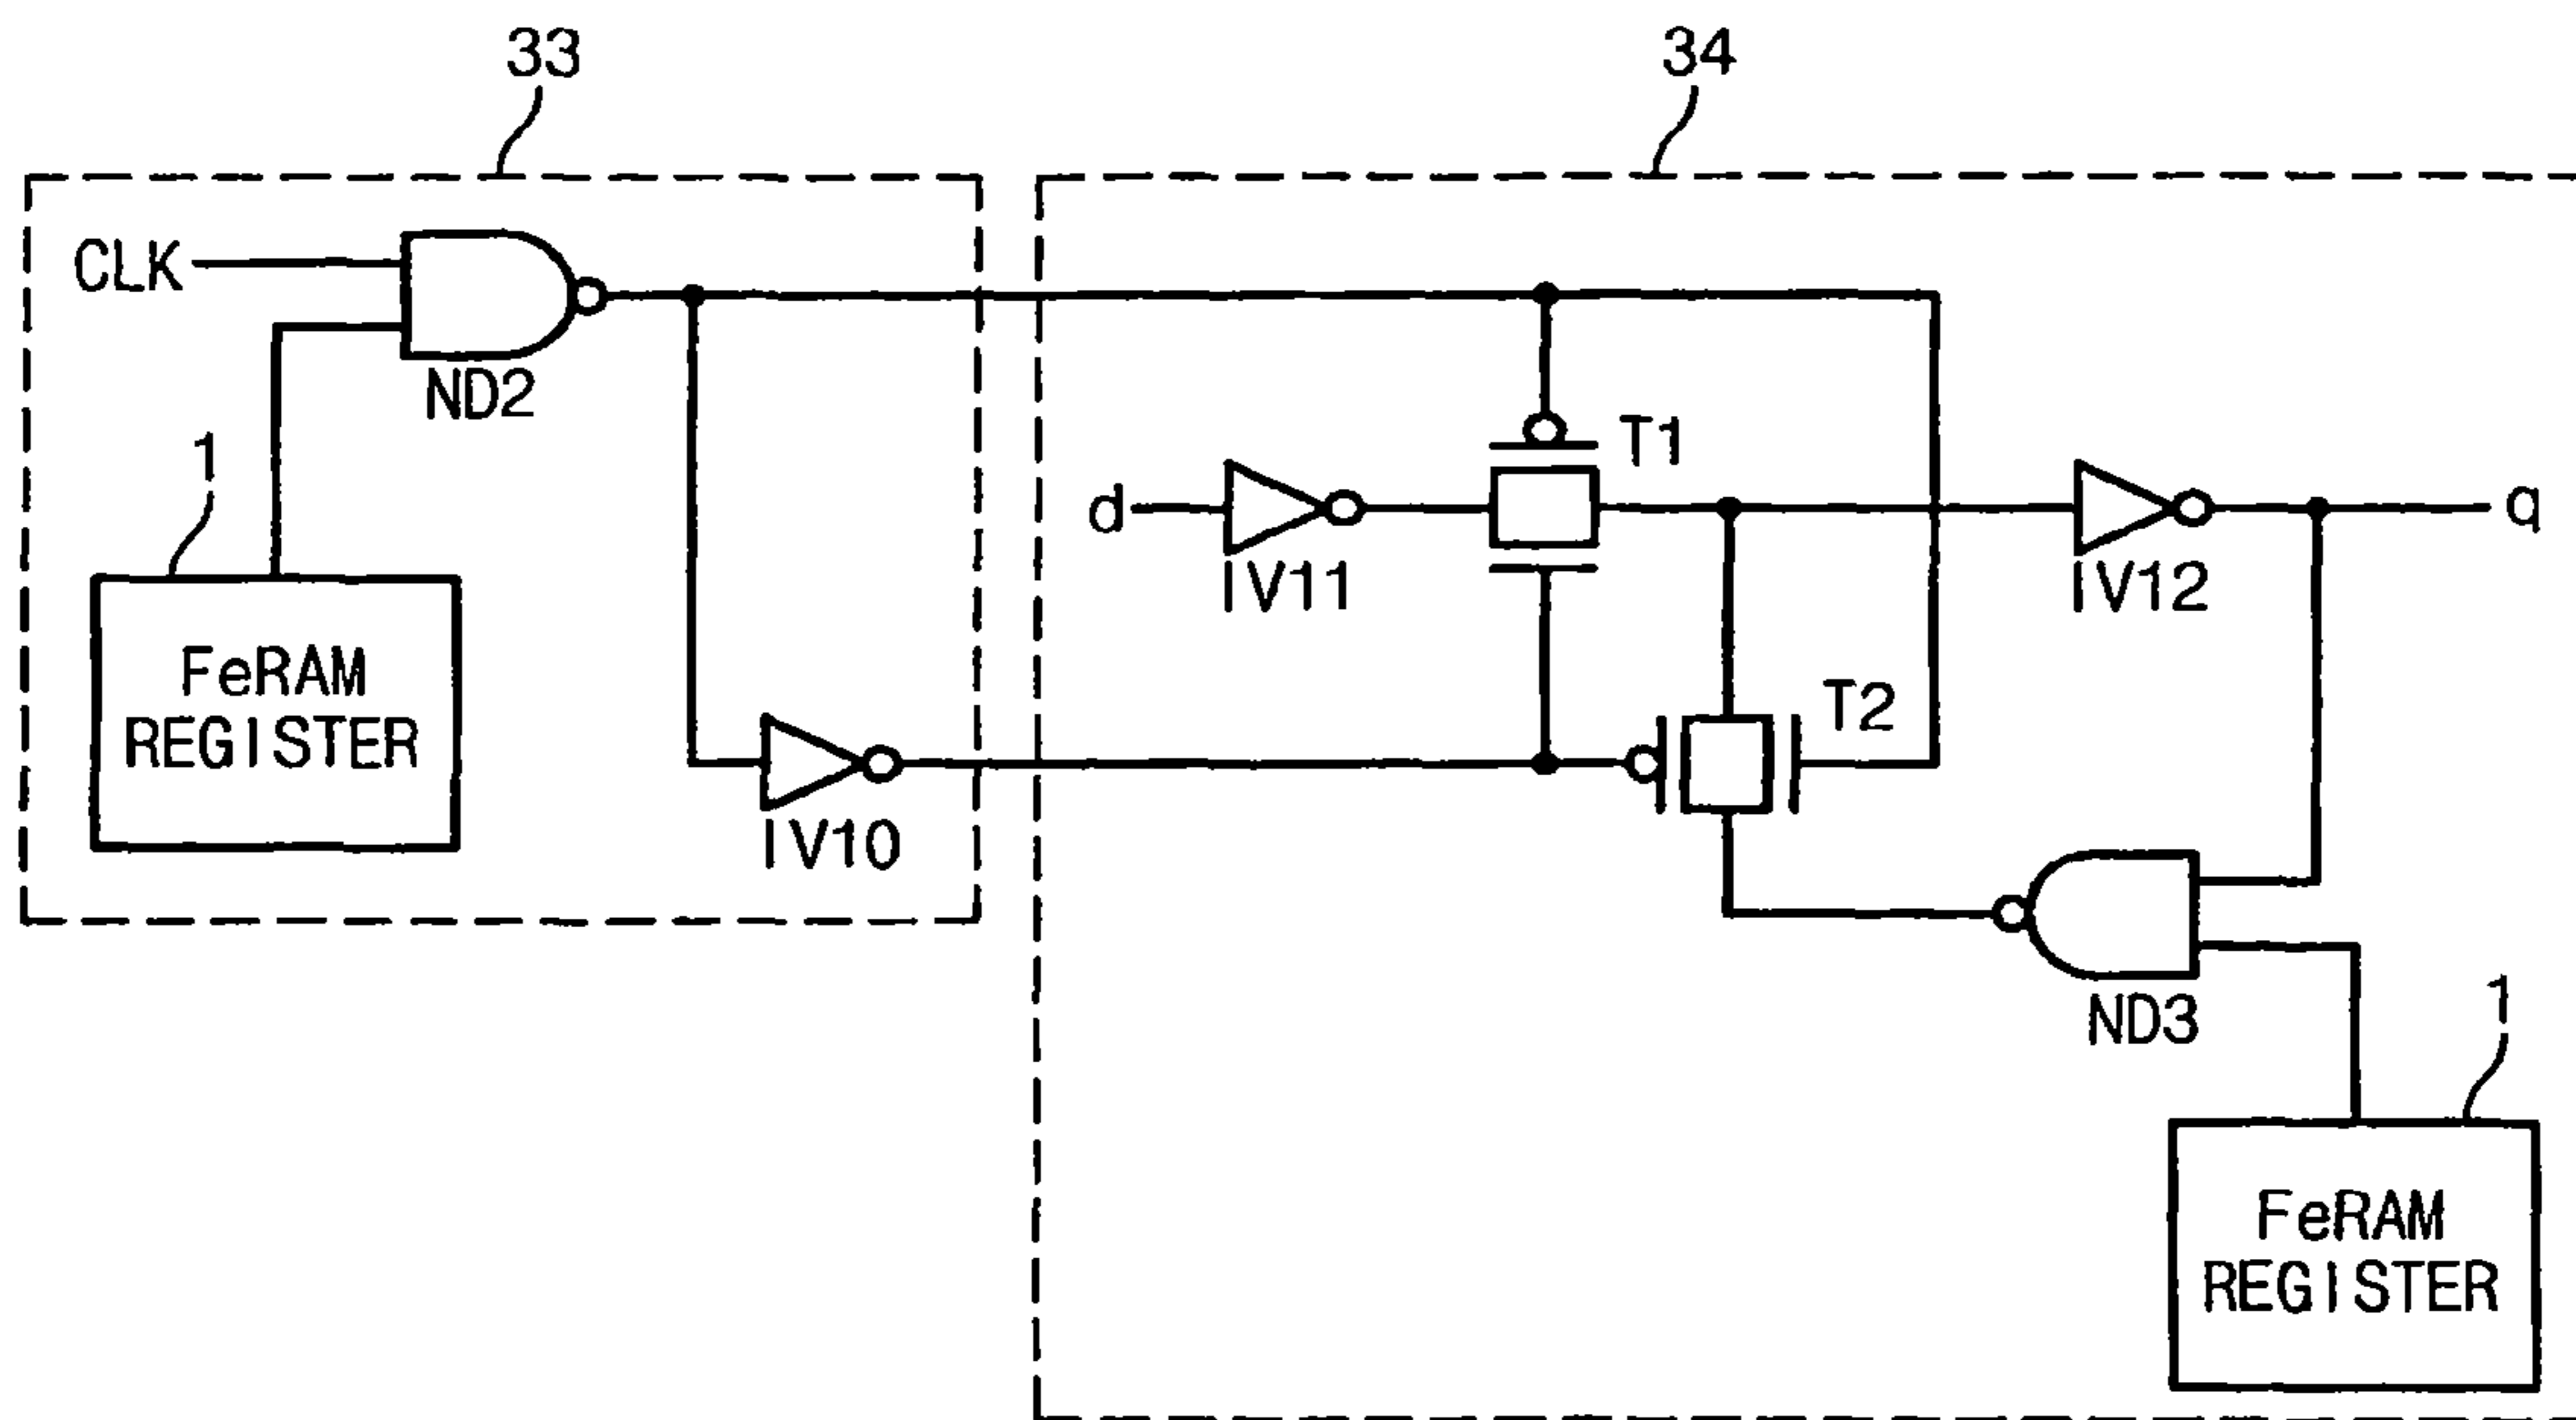 33
34
CLK
ND2
1
FeRAM
REGISTER
IV10
d
IV11
T1
T2
IV12
q
ND3
1
FeRAM
REGISTER